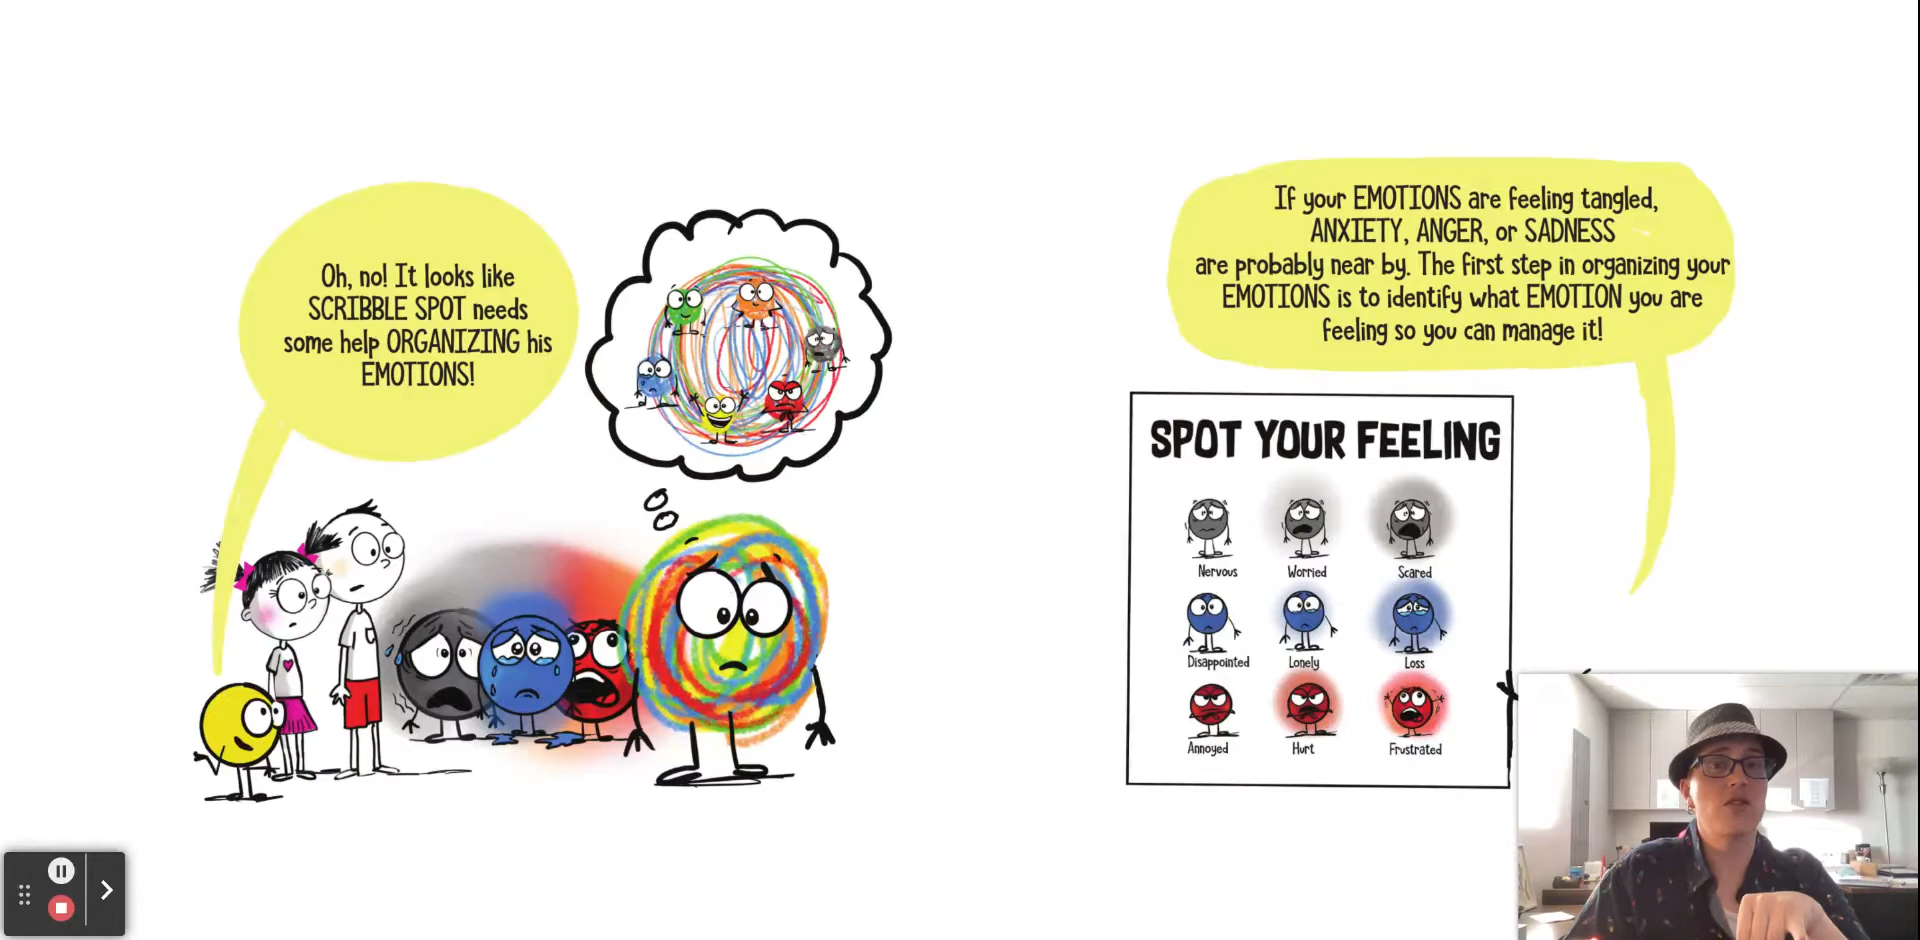 Oh, no! It looks like
SCRIBBLE SPOT needs
some help ORGANIZING his
EMOTIONS!
If your EMOTIONS are feeling tangled,
ANXIETY, ANGER, or SADNESS
are probably near by. The first step in organizing your
EMOTIONS is to identify what EMOTION you are
feeling so you can manage it!
SPOT YOUR FEELING
Nervous Worried Scared
Disappointed Lonely Loss
Annoyed Hurt Frustrated